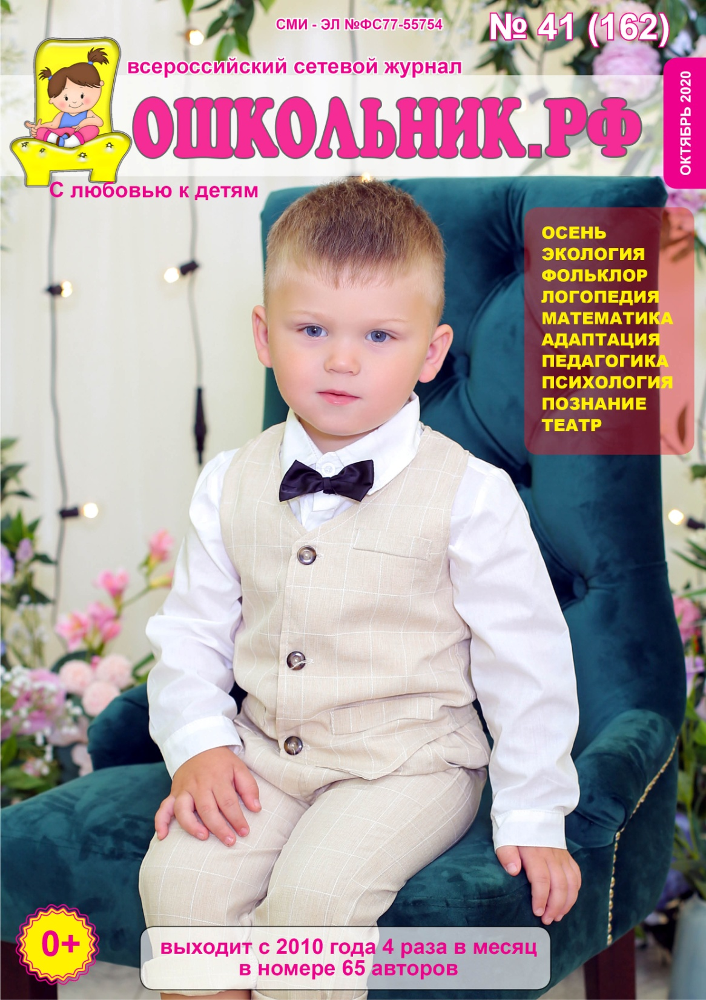 СМИ - ЭЛ №ФС77-55754
№ 41 (162)
всероссийский сетевой журнал
ОШКОЛЬНИК.РФ
ОКТЯБРЬ 2020
С любовью к детям
ОСЕНЬ
ЭКОЛОГИЯ
ФОЛЬКЛОР
ЛОГОПЕДИЯ
МАТЕМАТИКА
АДАПТАЦИЯ
ПЕДАГОГИКА
ПСИХОЛОГИЯ
ПОЗНАНИЕ
ТЕАТР
0+
выходит с 2010 года 4 раза в месяц
в номере 65 авторов